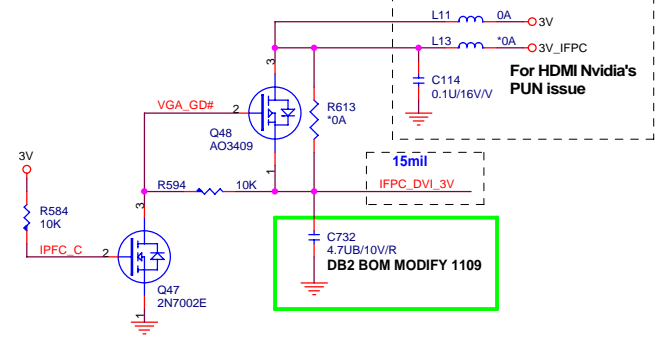 L11
0A
3V
L13
*0A
3V_IFPC
3
C114
0.1U/16V/V
For HDMI Nvidia's
PUN issue
VGA_GD#
2
R613
*0A
Q48
AO3409
1
15mil
3V
R594
10K
IFPC_DVI_3V
R584
10K
3
IPFC_C
2
C732
4.7UB/10V/R
DB2 BOM MODIFY 1109
Q47
2N7002E
1